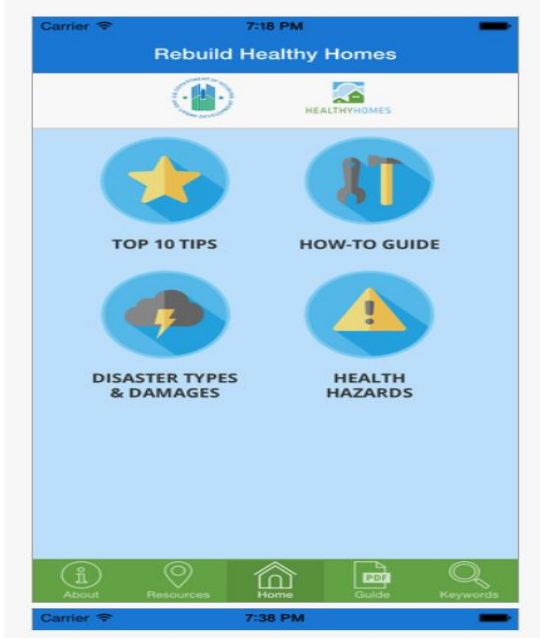 Carrier 7:18 PM
Rebuild Healthy Homes
HEALTHYHOMES
TOP 10 TIPS HOW-TO GUIDE
DISASTER TYPES
& DAMAGES
HEALTH
HAZARDS
PDF
About Resources Home Guide Keywords
Carrier 7:38 PM